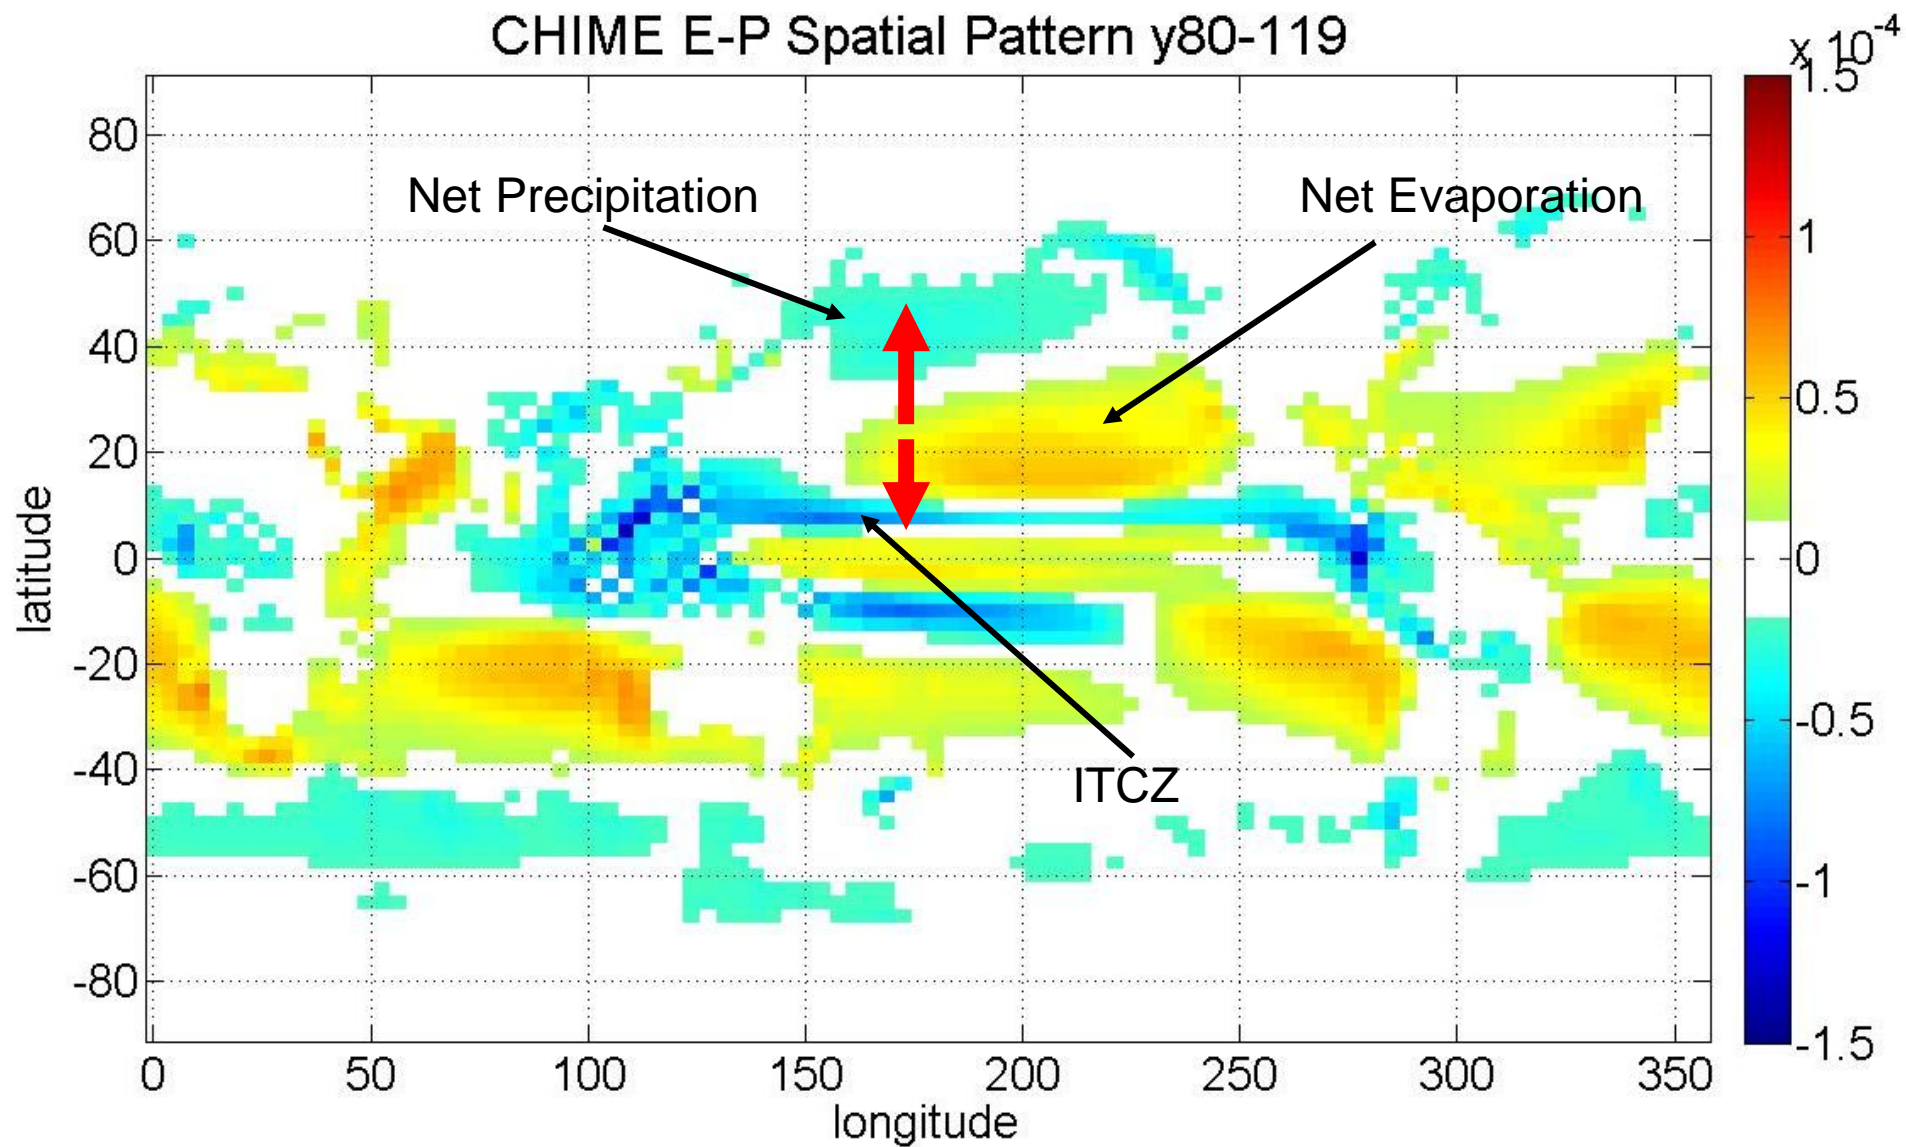 CHIME E-P Spatial Pattern y80-119
x 10^-4
1.5
1
0.5
0
-0.5
-1
-1.5
Net Precipitation
Net Evaporation
ITCZ
latitude
80
60
40
20
0
-20
-40
-60
-80
0 50 100 150 200 250 300 350
longitude